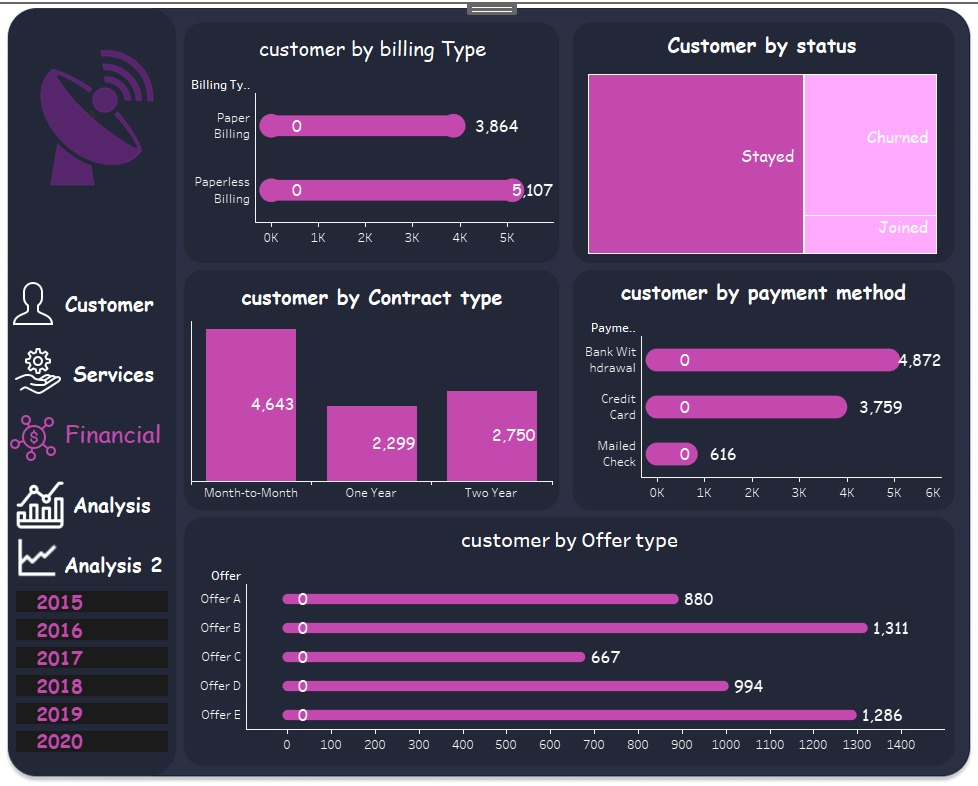 customer by billing Type
Billing Ty..
Paper
Billing
0
3,864
Paperless
Billing
0
5,107
0K 1K 2K 3K 4K 5K
Customer by status
Stayed
Churned
Joined
Customer
Services
Financial
Analysis
Analysis 2
2015
2016
2017
2018
2019
2020
customer by Contract type
4,643
2,299
2,750
Month-to-Month One Year Two Year
customer by payment method
Payme..
Bank Wit
hdrawal
0
4,872
Credit
Card
0
3,759
Mailed
Check
0
616
0K 1K 2K 3K 4K 5K 6K
customer by Offer type
Offer
Offer A 0 880
Offer B 0 1,311
Offer C 0 667
Offer D 0 994
Offer E 0 1,286
0 100 200 300 400 500 600 700 800 900 1000 1100 1200 1300 1400